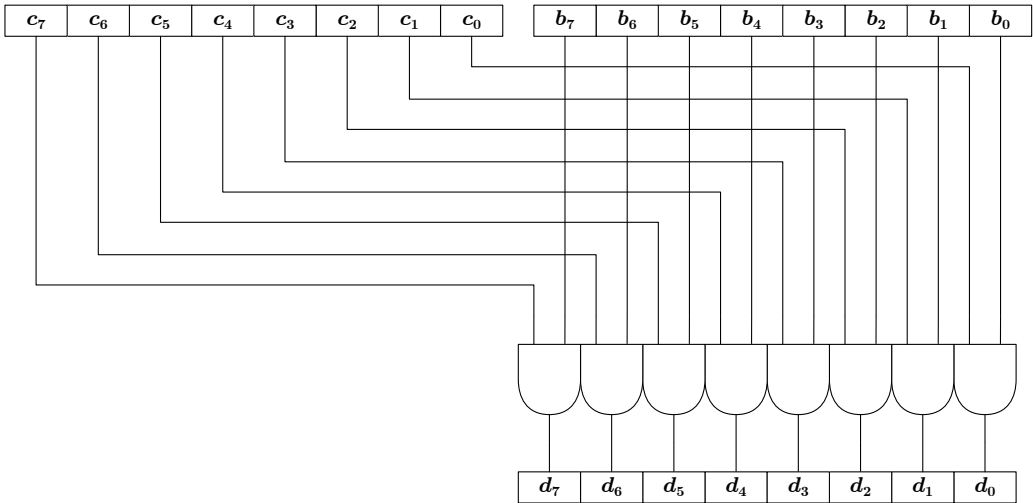 c₇ c₆ c₅ c₄ c₃ c₂ c₁ c₀ b₇ b₆ b₅ b₄ b₃ b₂ b₁ b₀
d₇ d₆ d₅ d₄ d₃ d₂ d₁ d₀